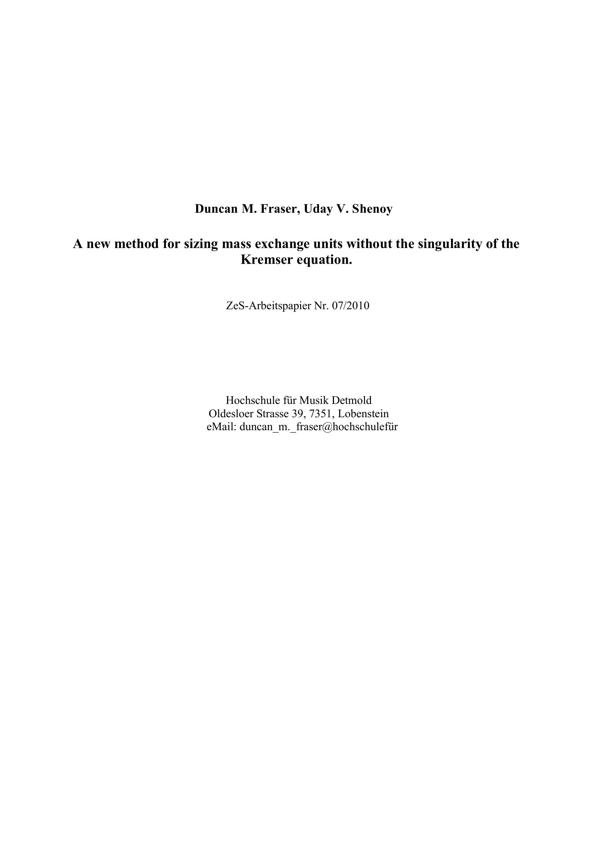 Duncan M. Fraser, Uday V. Shenoy
A new method for sizing mass exchange units without the singularity of the
Kremser equation.
ZeS-Arbeitspapier Nr. 07/2010
Hochschule für Musik Detmold
Oldesloer Strasse 39, 7351, Lobenstein
eMail: duncan_m._fraser@hochschulefür